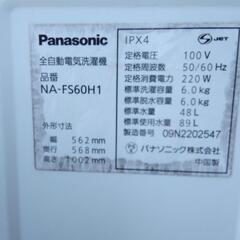 Panasonic
全自動電気洗濯機
品番
NA-FS60H1
外形寸法
幅 562 mm
奥行 568 mm
高さ 1002 mm
IPX4
JET
定格電圧 100 V
定格周波数 50/60 Hz
定格消費電力 220 W
標準洗濯容量 6.0 kg
標準脱水容量 6.0 kg
標準水量 48 L
標準使用水量 89 L
製造番号 09N2202547
パナソニック株式会社
中国製